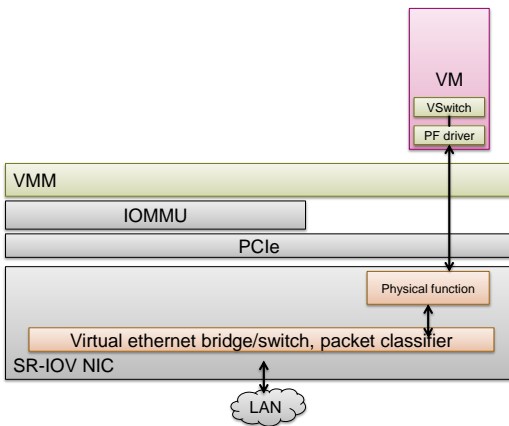 VM
VSwitch
PF driver
VMM
IOMMU
PCIe
Physical function
Virtual ethernet bridge/switch, packet classifier
SR-IOV NIC
LAN